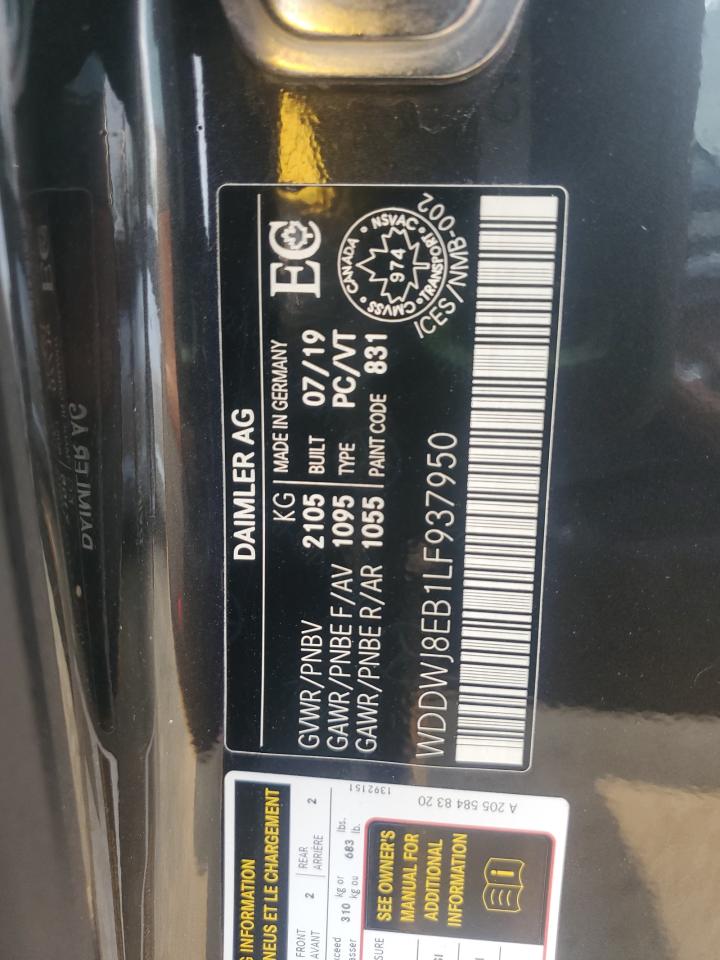 DAIMLER AG
KG MADE IN GERMANY
GVWR/PNBV 2105 BUILT 07/19
GAWR/PNBE F/AV 1095 TYPE PC/VT
GAWR/PNBE R/AR 1055 PAINT CODE 831
EC
CANADA • NSVAC • TRANSPORT • CMVSS •
974
ICES/NMB-002
WDDWJ8EB1LF937950
INFORMATION
ET LE CHARGEMENT
FRONT 2 REAR 2
AVANT ARRIÈRE
310 kg or 683 lbs.
kg ou lb.
SEE OWNER'S
MANUAL FOR
ADDITIONAL
INFORMATION
1392151
A 205 584 83 20
DAIMLER AG